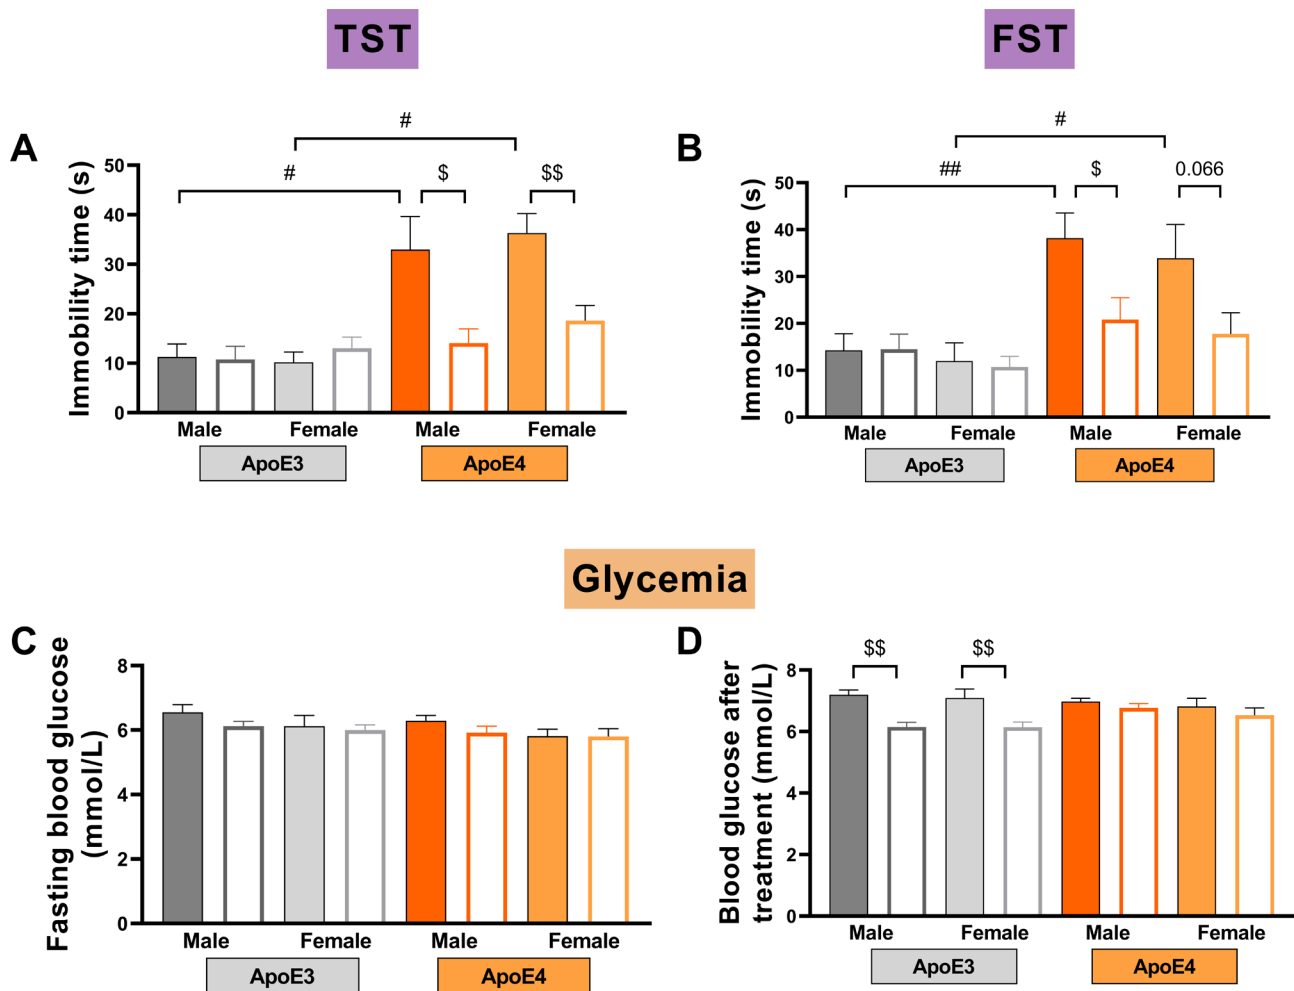 TST
FST
A
#
#
$
$$
Immobility time (s)
50
40
30
20
10
0
Male
Female
Male
Female
ApoE3
ApoE4
B
#
##
$
0.066
Immobility time (s)
50
40
30
20
10
0
Male
Female
Male
Female
ApoE3
ApoE4
Glycemia
C
Fasting blood glucose
(mmol/L)
8
6
4
2
0
Male
Female
Male
Female
ApoE3
ApoE4
D
$$
$$
Blood glucose after
treatment (mmol/L)
8
6
4
2
0
Male
Female
Male
Female
ApoE3
ApoE4